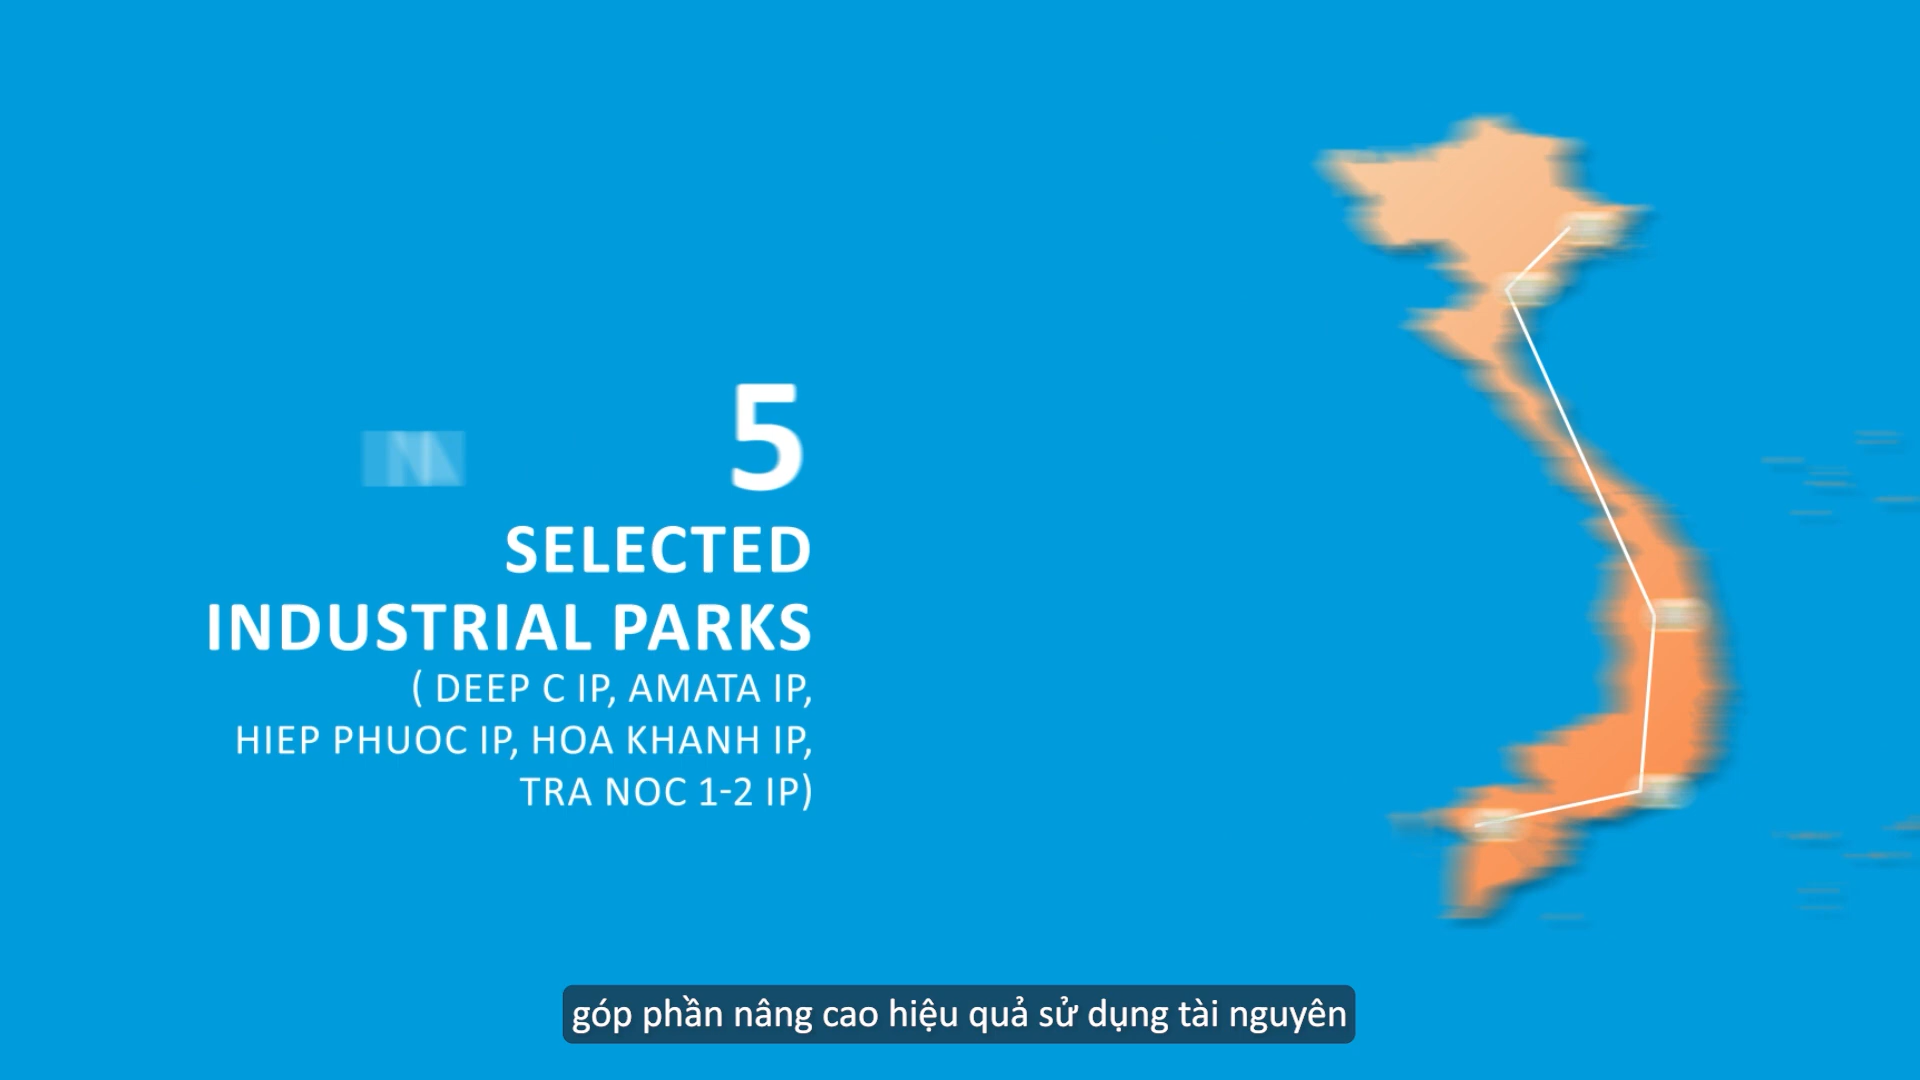 5
SELECTED
INDUSTRIAL PARKS
( DEEP C IP, AMATA IP,
HIEP PHUOC IP, HOA KHANH IP,
TRA NOC 1-2 IP)
góp phần nâng cao hiệu quả sử dụng tài nguyên